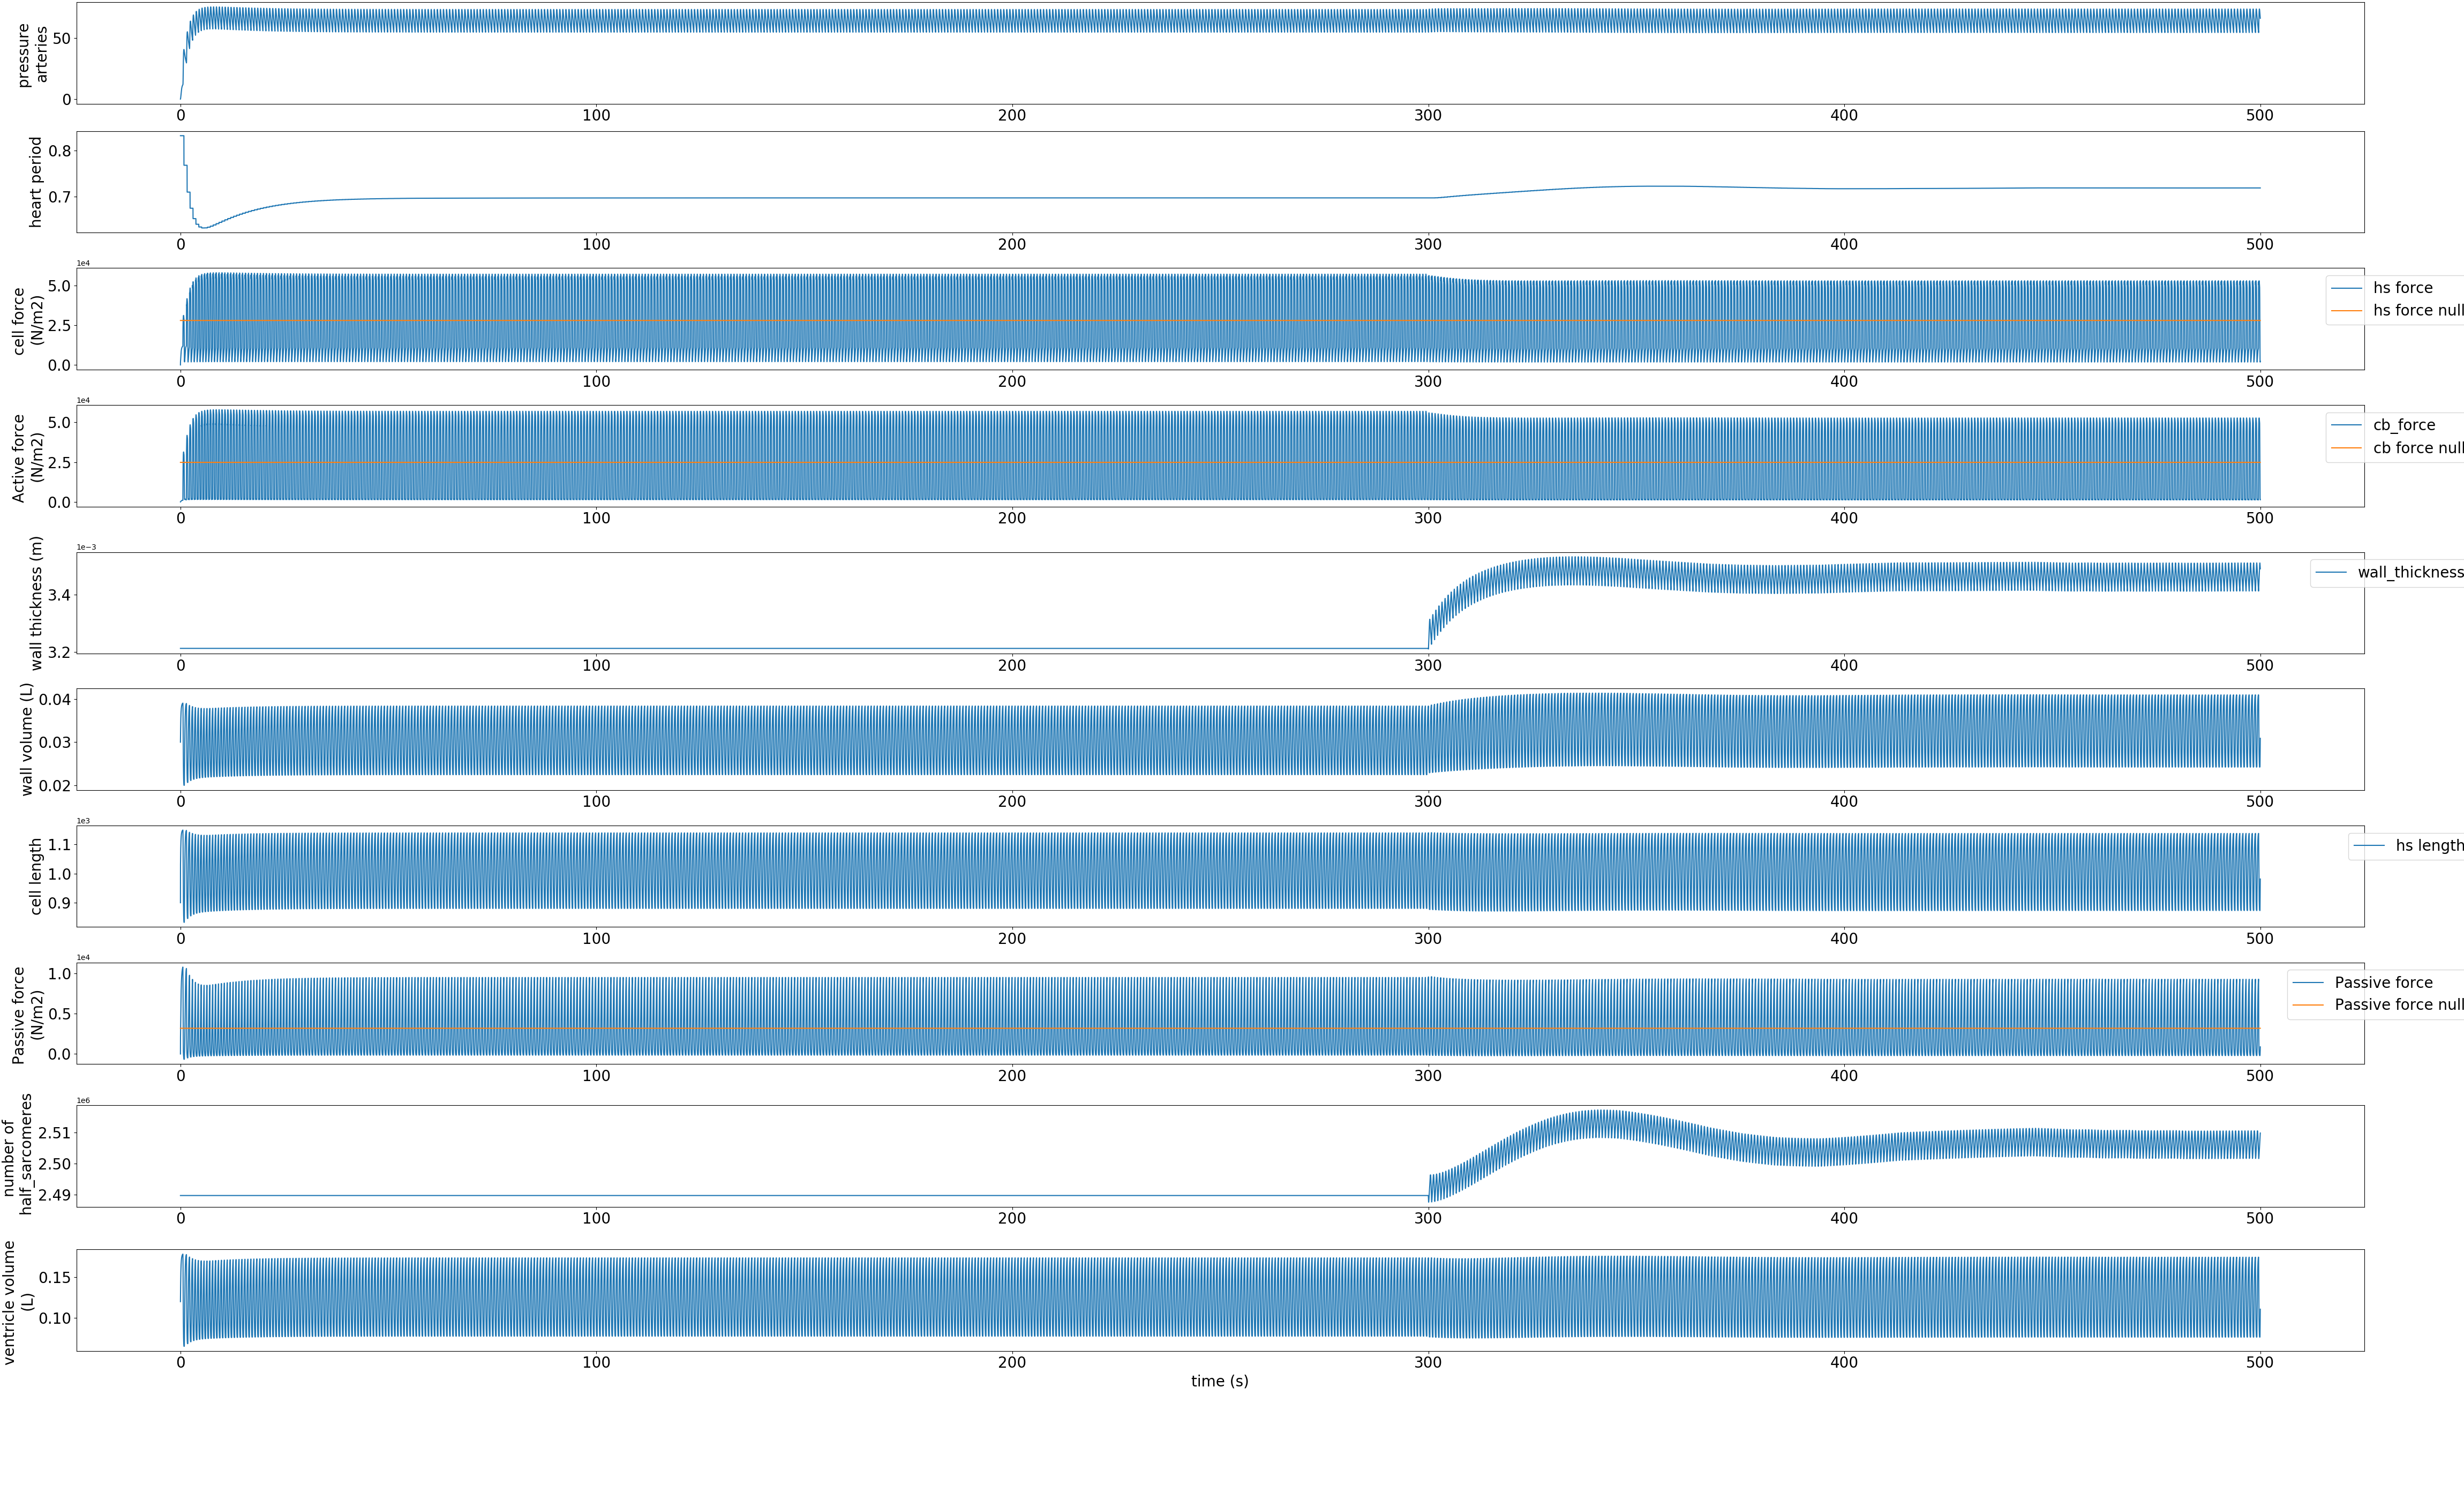 pressure
arteries
50
0
0 100 200 300 400 500
heart period
0.8
0.7
0 100 200 300 400 500
1e4
cell force
(N/m2)
5.0
2.5
0.0
hs force
hs force null
0 100 200 300 400 500
1e4
Active force
(N/m2)
5.0
2.5
0.0
cb_force
cb force null
0 100 200 300 400 500
1e−3
wall thickness (m)
3.4
3.2
wall_thickness
0 100 200 300 400 500
wall volume (L)
0.04
0.03
0.02
0 100 200 300 400 500
1e3
cell length
1.1
1.0
0.9
hs length
0 100 200 300 400 500
1e4
Passive force
(N/m2)
1.0
0.5
0.0
Passive force
Passive force null
0 100 200 300 400 500
1e6
number of
half_sarcomeres
2.51
2.50
2.49
0 100 200 300 400 500
ventricle volume
(L)
0.15
0.10
0 100 200 300 400 500
time (s)